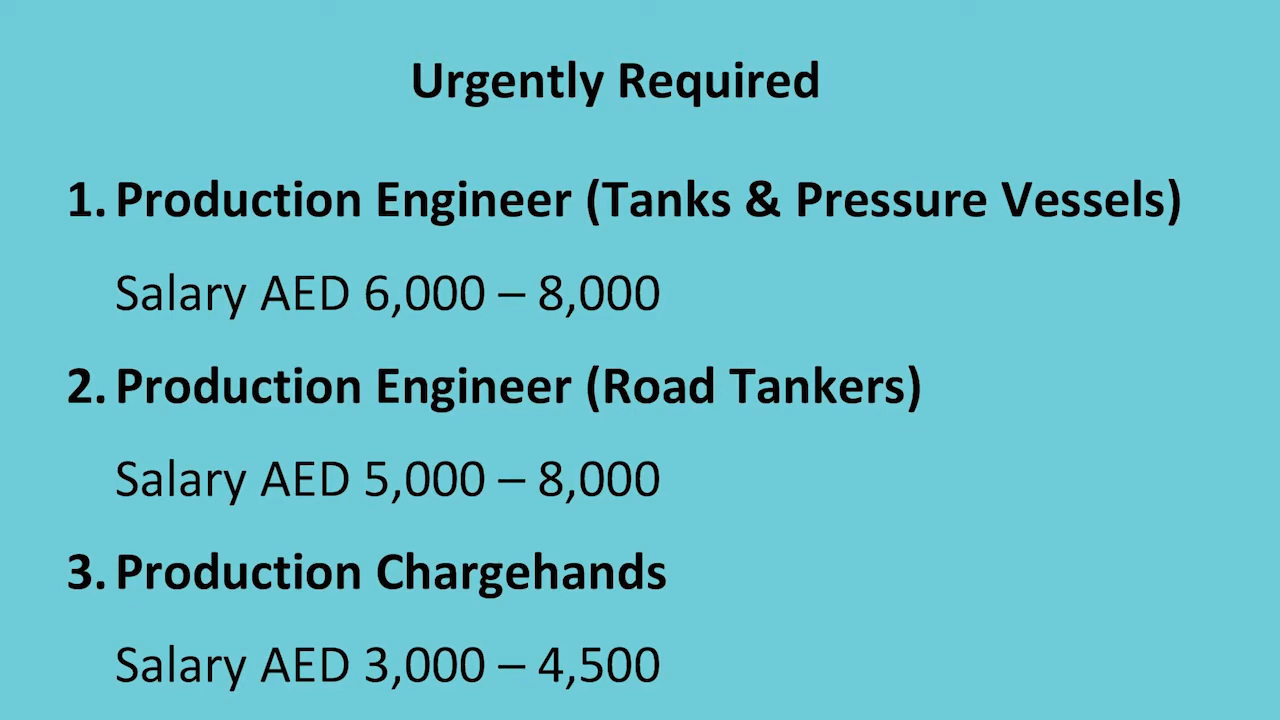 Urgently Required
1. Production Engineer (Tanks & Pressure Vessels)
Salary AED 6,000 – 8,000
2. Production Engineer (Road Tankers)
Salary AED 5,000 – 8,000
3. Production Chargehands
Salary AED 3,000 – 4,500